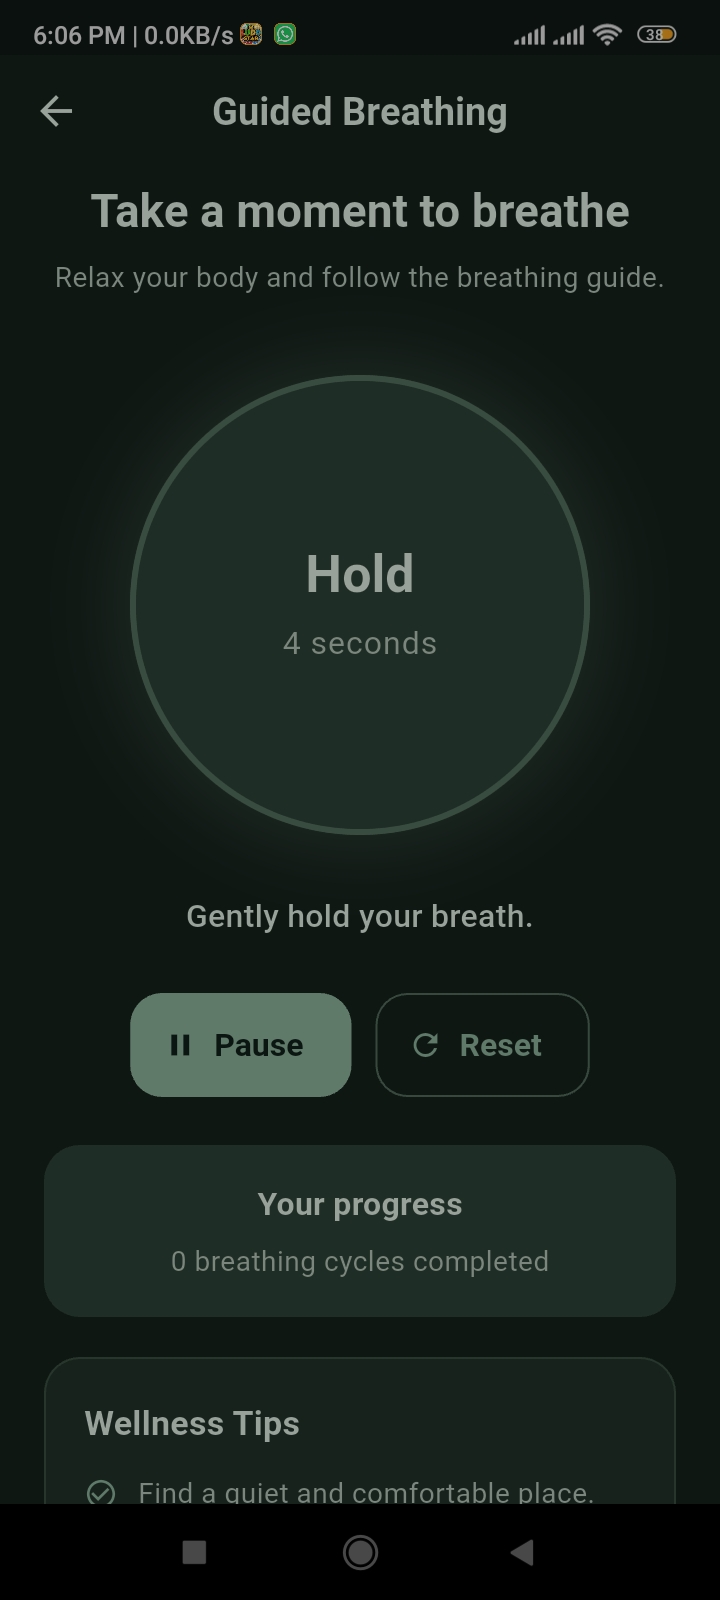 6:06 PM | 0.0KB/s
38
Guided Breathing
Take a moment to breathe
Relax your body and follow the breathing guide.
Hold
4 seconds
Gently hold your breath.
Pause
Reset
Your progress
0 breathing cycles completed
Wellness Tips
Find a quiet and comfortable place.